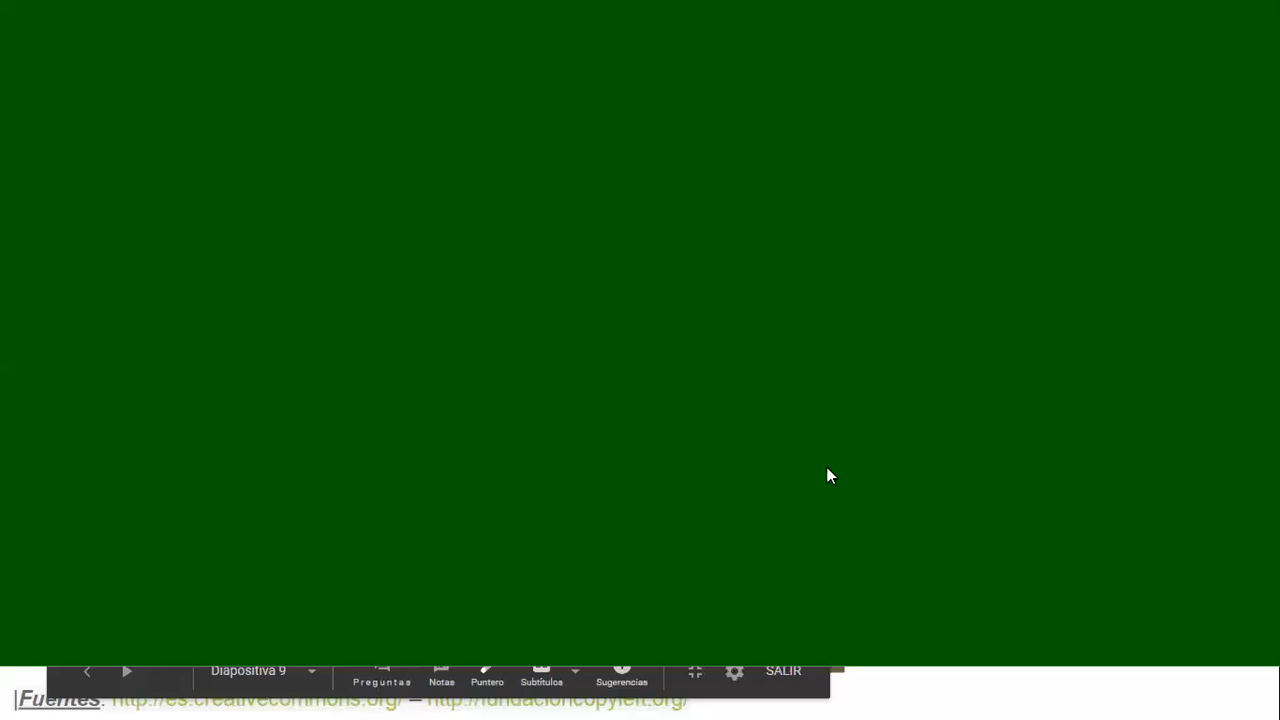 Diapositiva 9
Preguntas Notas Puntero Subtítulos Sugerencias SALIR
Fuentes: http://es.creativecommons.org/ – http://fundacioncopyleft.org/